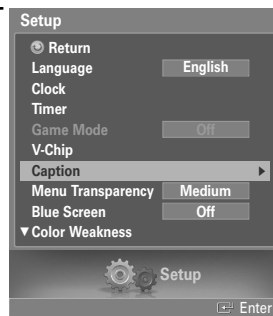 Setup
Return
Language English
Clock
Timer
Game Mode Off
V-Chip
Caption
Menu Transparency Medium
Blue Screen Off
▼Color Weakness
Setup
Enter